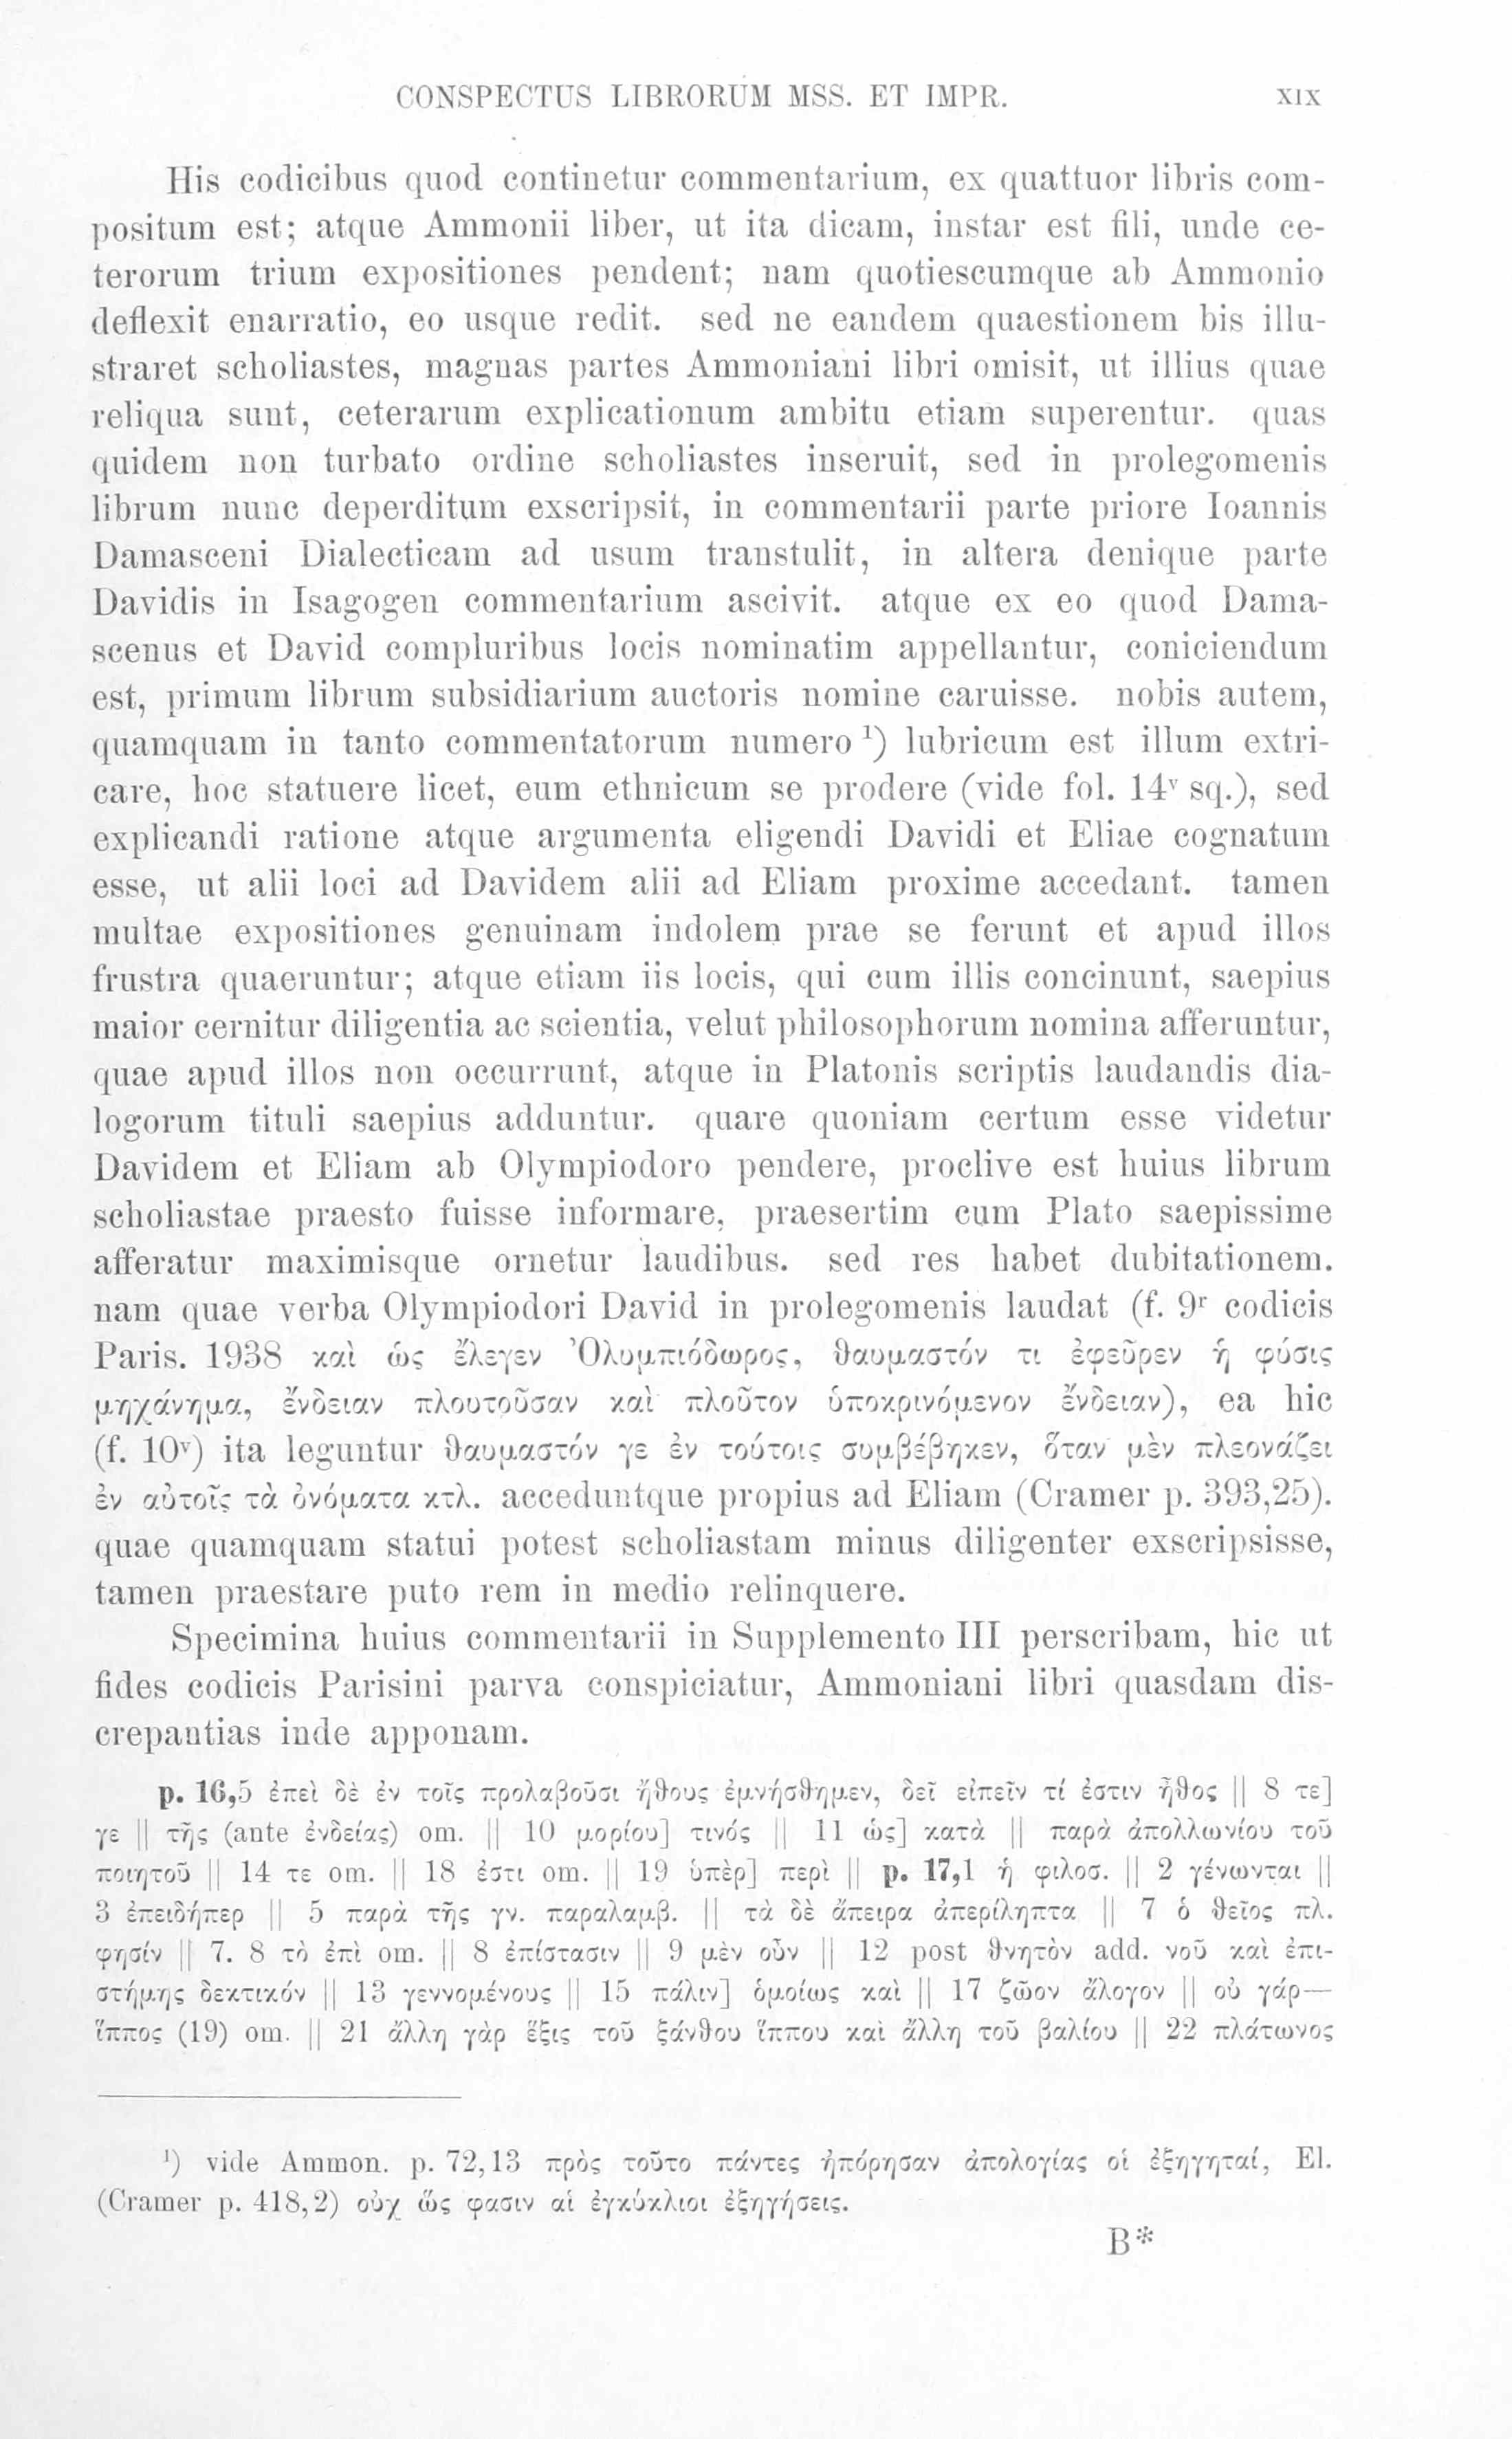 CONSPECTUS LIBRORUM MSS. ET IMPR. XIX
His codicibus quod continetur commentarium, ex quattuor libris com-
positum est; atque Ammonii liber, ut ita dicam, instar est fili, unde ce-
terorum trium expositiones pendent; nam quotiescumque ab Ammonio
deflexit enarratio, eo usque redit. sed ne eandem quaestionem bis illu-
straret scholiastes, magnas partes Ammoniani libri omisit, ut illius quae
reliqua sunt, ceterarum explicationum ambitu etiam superentur. quas
quidem non turbato ordine scholiastes inseruit, sed in prolegomenis
librum nunc deperditum exscripsit, in commentarii parte priore Ioannis
Damasceni Dialecticam ad usum transtulit, in altera denique parte
Davidis in Isagogen commentarium ascivit. atque ex eo quod Dama-
scenus et David compluribus locis nominatim appellantur, coniciendum
est, primum librum subsidiarium auctoris nomine caruisse. nobis autem,
quamquam in tanto commentatorum numero ¹) lubricum est illum extri-
care, hoc statuere licet, eum ethnicum se prodere (vide fol. 14ᵛ sq.), sed
explicandi ratione atque argumenta eligendi Davidi et Eliae cognatum
esse, ut alii loci ad Davidem alii ad Eliam proxime accedant. tamen
multae expositiones genuinam indolem prae se ferunt et apud illos
frustra quaeruntur; atque etiam iis locis, qui cum illis concinunt, saepius
maior cernitur diligentia ac scientia, velut philosophorum nomina afferuntur,
quae apud illos non occurrunt, atque in Platonis scriptis laudandis dia-
logorum tituli saepius adduntur. quare quoniam certum esse videtur
Davidem et Eliam ab Olympiodoro pendere, proclive est huius librum
scholiastae praesto fuisse informare, praesertim cum Plato saepissime
afferatur maximisque ornetur laudibus. sed res habet dubitationem.
nam quae verba Olympiodori David in prolegomenis laudat (f. 9ʳ codicis
Paris. 1938 καὶ ὡς ἔλεγεν Ὀλυμπιόδωρος, θαυμαστόν τι ἐφεῦρεν ἡ φύσις
μηχάνημα, ἔνδειαν πλουτοῦσαν καὶ πλοῦτον ὑποκρινόμενον ἔνδειαν), ea hic
(f. 10ᵛ) ita leguntur θαυμαστόν γε ἐν τούτοις συμβέβηκεν, ὅταν μὲν πλεονάζει
ἐν αὐτοῖς τὰ ὀνόματα κτλ. acceduntque propius ad Eliam (Cramer p. 393,25).
quae quamquam statui potest scholiastam minus diligenter exscripsisse,
tamen praestare puto rem in medio relinquere.
Specimina huius commentarii in Supplemento III perscribam, hic ut
fides codicis Parisini parva conspiciatur, Ammoniani libri quasdam dis-
crepantias inde apponam.
p. 16,5 ἐπεὶ δὲ ἐν τοῖς προλαβοῦσι ἤθους ἐμνήσθημεν, δεῖ εἰπεῖν τί ἐστιν ἦθος || 8 τε]
γε || τῆς (ante ἐνδείας) om. || 10 μορίου] τινός || 11 ὡς] κατὰ || παρὰ ἀπολλωνίου τοῦ
ποιητοῦ || 14 τε om. || 18 ἐστι om. || 19 ὑπὲρ] περὶ || p. 17,1 ἡ φιλοσ. || 2 γένωνται ||
3 ἐπειδήπερ || 5 παρὰ τῆς γν. παραλαμβ. || τὰ δὲ ἄπειρα ἀπερίληπτα || 7 ὁ θεῖος πλ.
φησίν || 7. 8 τὸ ἐπὶ om. || 8 ἐπίστασιν || 9 μὲν οὖν || 12 post θνητὸν add. νοῦ καὶ ἐπι-
στήμης δεκτικόν || 13 γεννομένους || 15 πάλιν] ὁμοίως καὶ || 17 ζῶον ἄλογον || οὐ γάρ—
ἵππος (19) om. || 21 ἄλλη γὰρ ἕξις τοῦ ξάνθου ἵππου καὶ ἄλλη τοῦ βαλίου || 22 πλάτωνος
¹) vide Ammon. p. 72,13 πρὸς τοῦτο πάντες ἠπόρησαν ἀπολογίας οἱ ἐξηγηταί, El.
(Cramer p. 418,2) οὐχ ὥς φασιν αἱ ἐγκύκλιοι ἐξηγήσεις.
B*